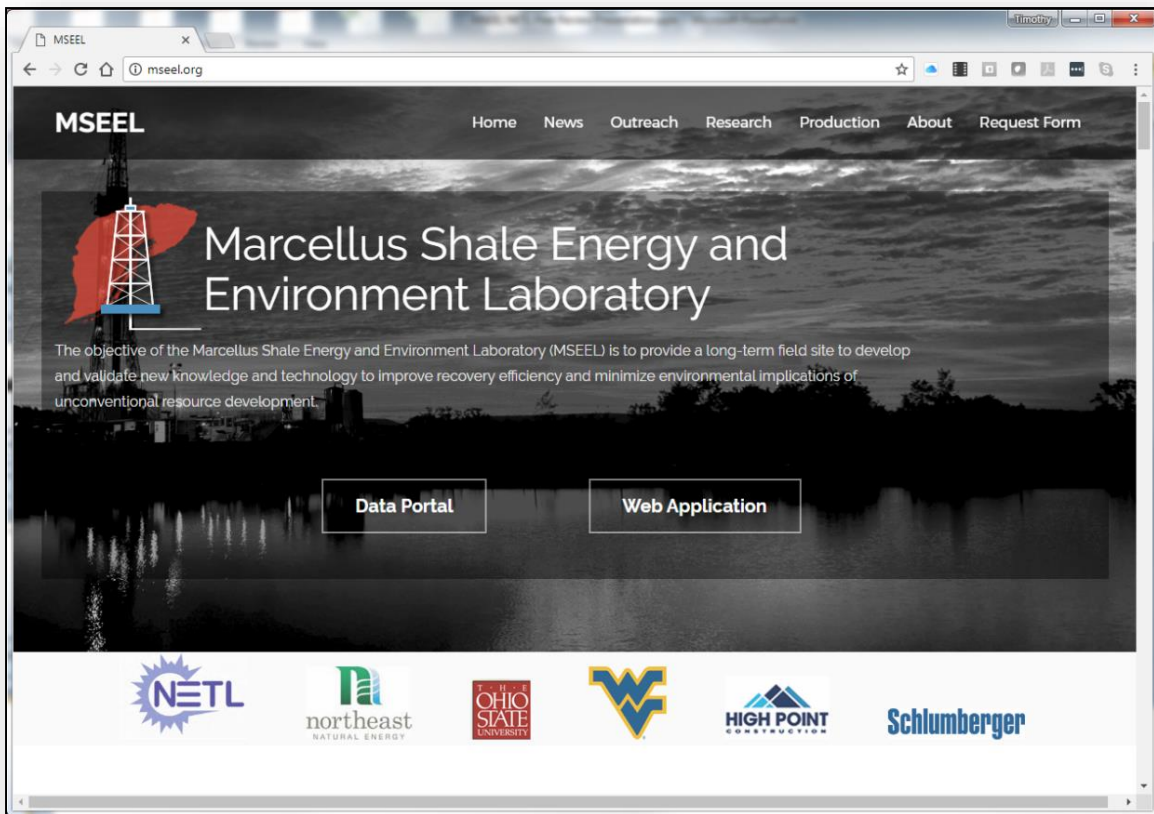 Timothy
MSEEL
mseel.org
MSEEL
Home News Outreach Research Production About Request Form
Marcellus Shale Energy and
Environment Laboratory
The objective of the Marcellus Shale Energy and Environment Laboratory (MSEEL) is to provide a long-term field site to develop
and validate new knowledge and technology to improve recovery efficiency and minimize environmental implications of
unconventional resource development.
Data Portal Web Application
NETL
northeast
NATURAL ENERGY
T·H·E
OHIO
STATE
UNIVERSITY
WV
HIGH POINT
CONSTRUCTION
Schlumberger